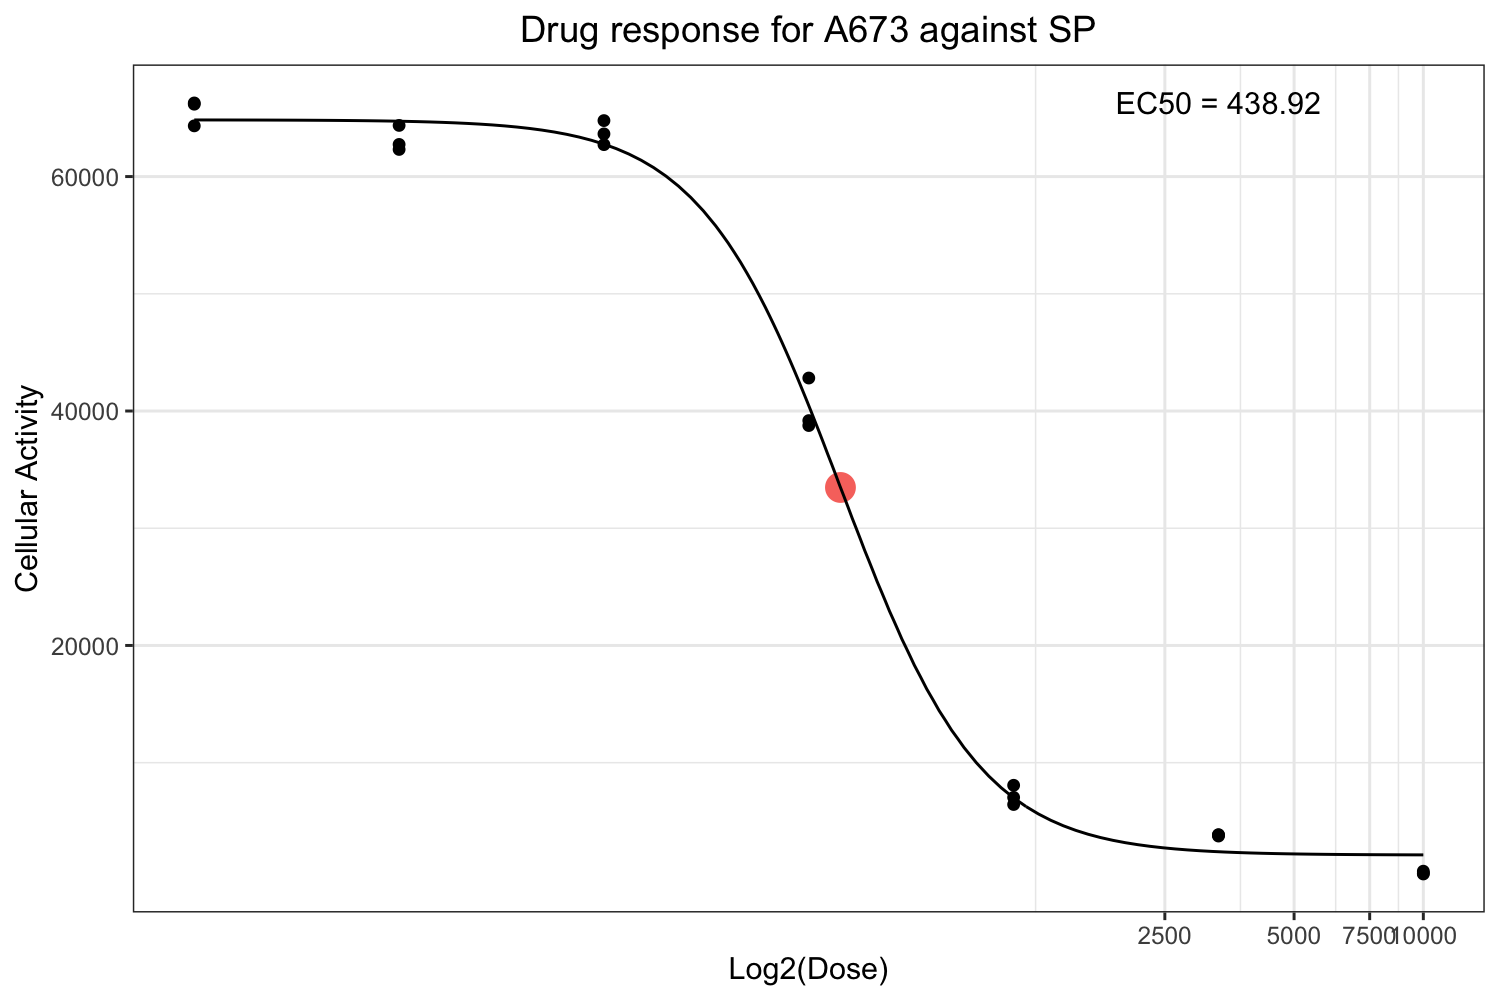 Drug response for A673 against SP
EC50 = 438.92
60000
40000
20000
Cellular Activity
2500
5000
7500
10000
Log2(Dose)